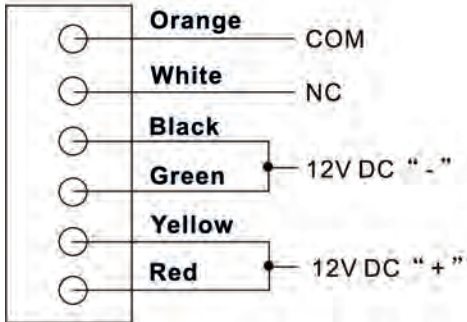 Orange
COM
White
NC
Black
12V DC “ - ”
Green
Yellow
12V DC “ + ”
Red